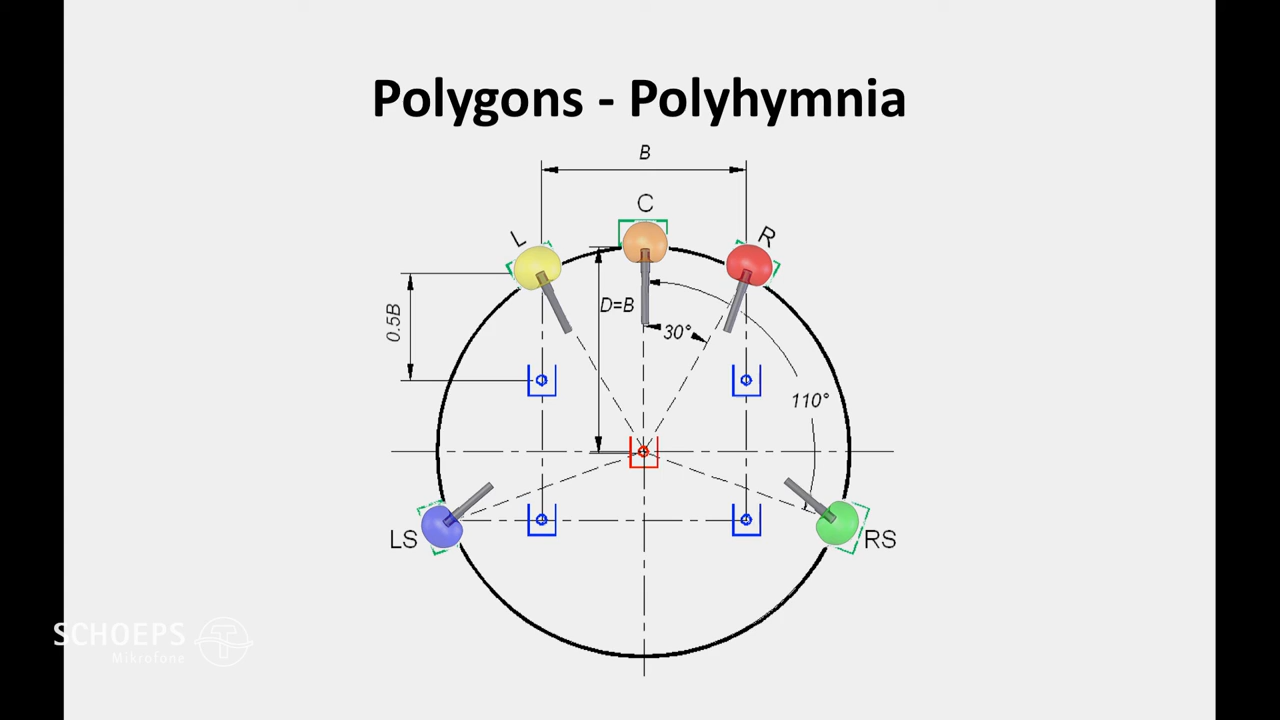 Polygons - Polyhymnia
B
C
L
R
0.5B
D=B
30°
110°
LS
RS
SCHOEPS
Mikrofone